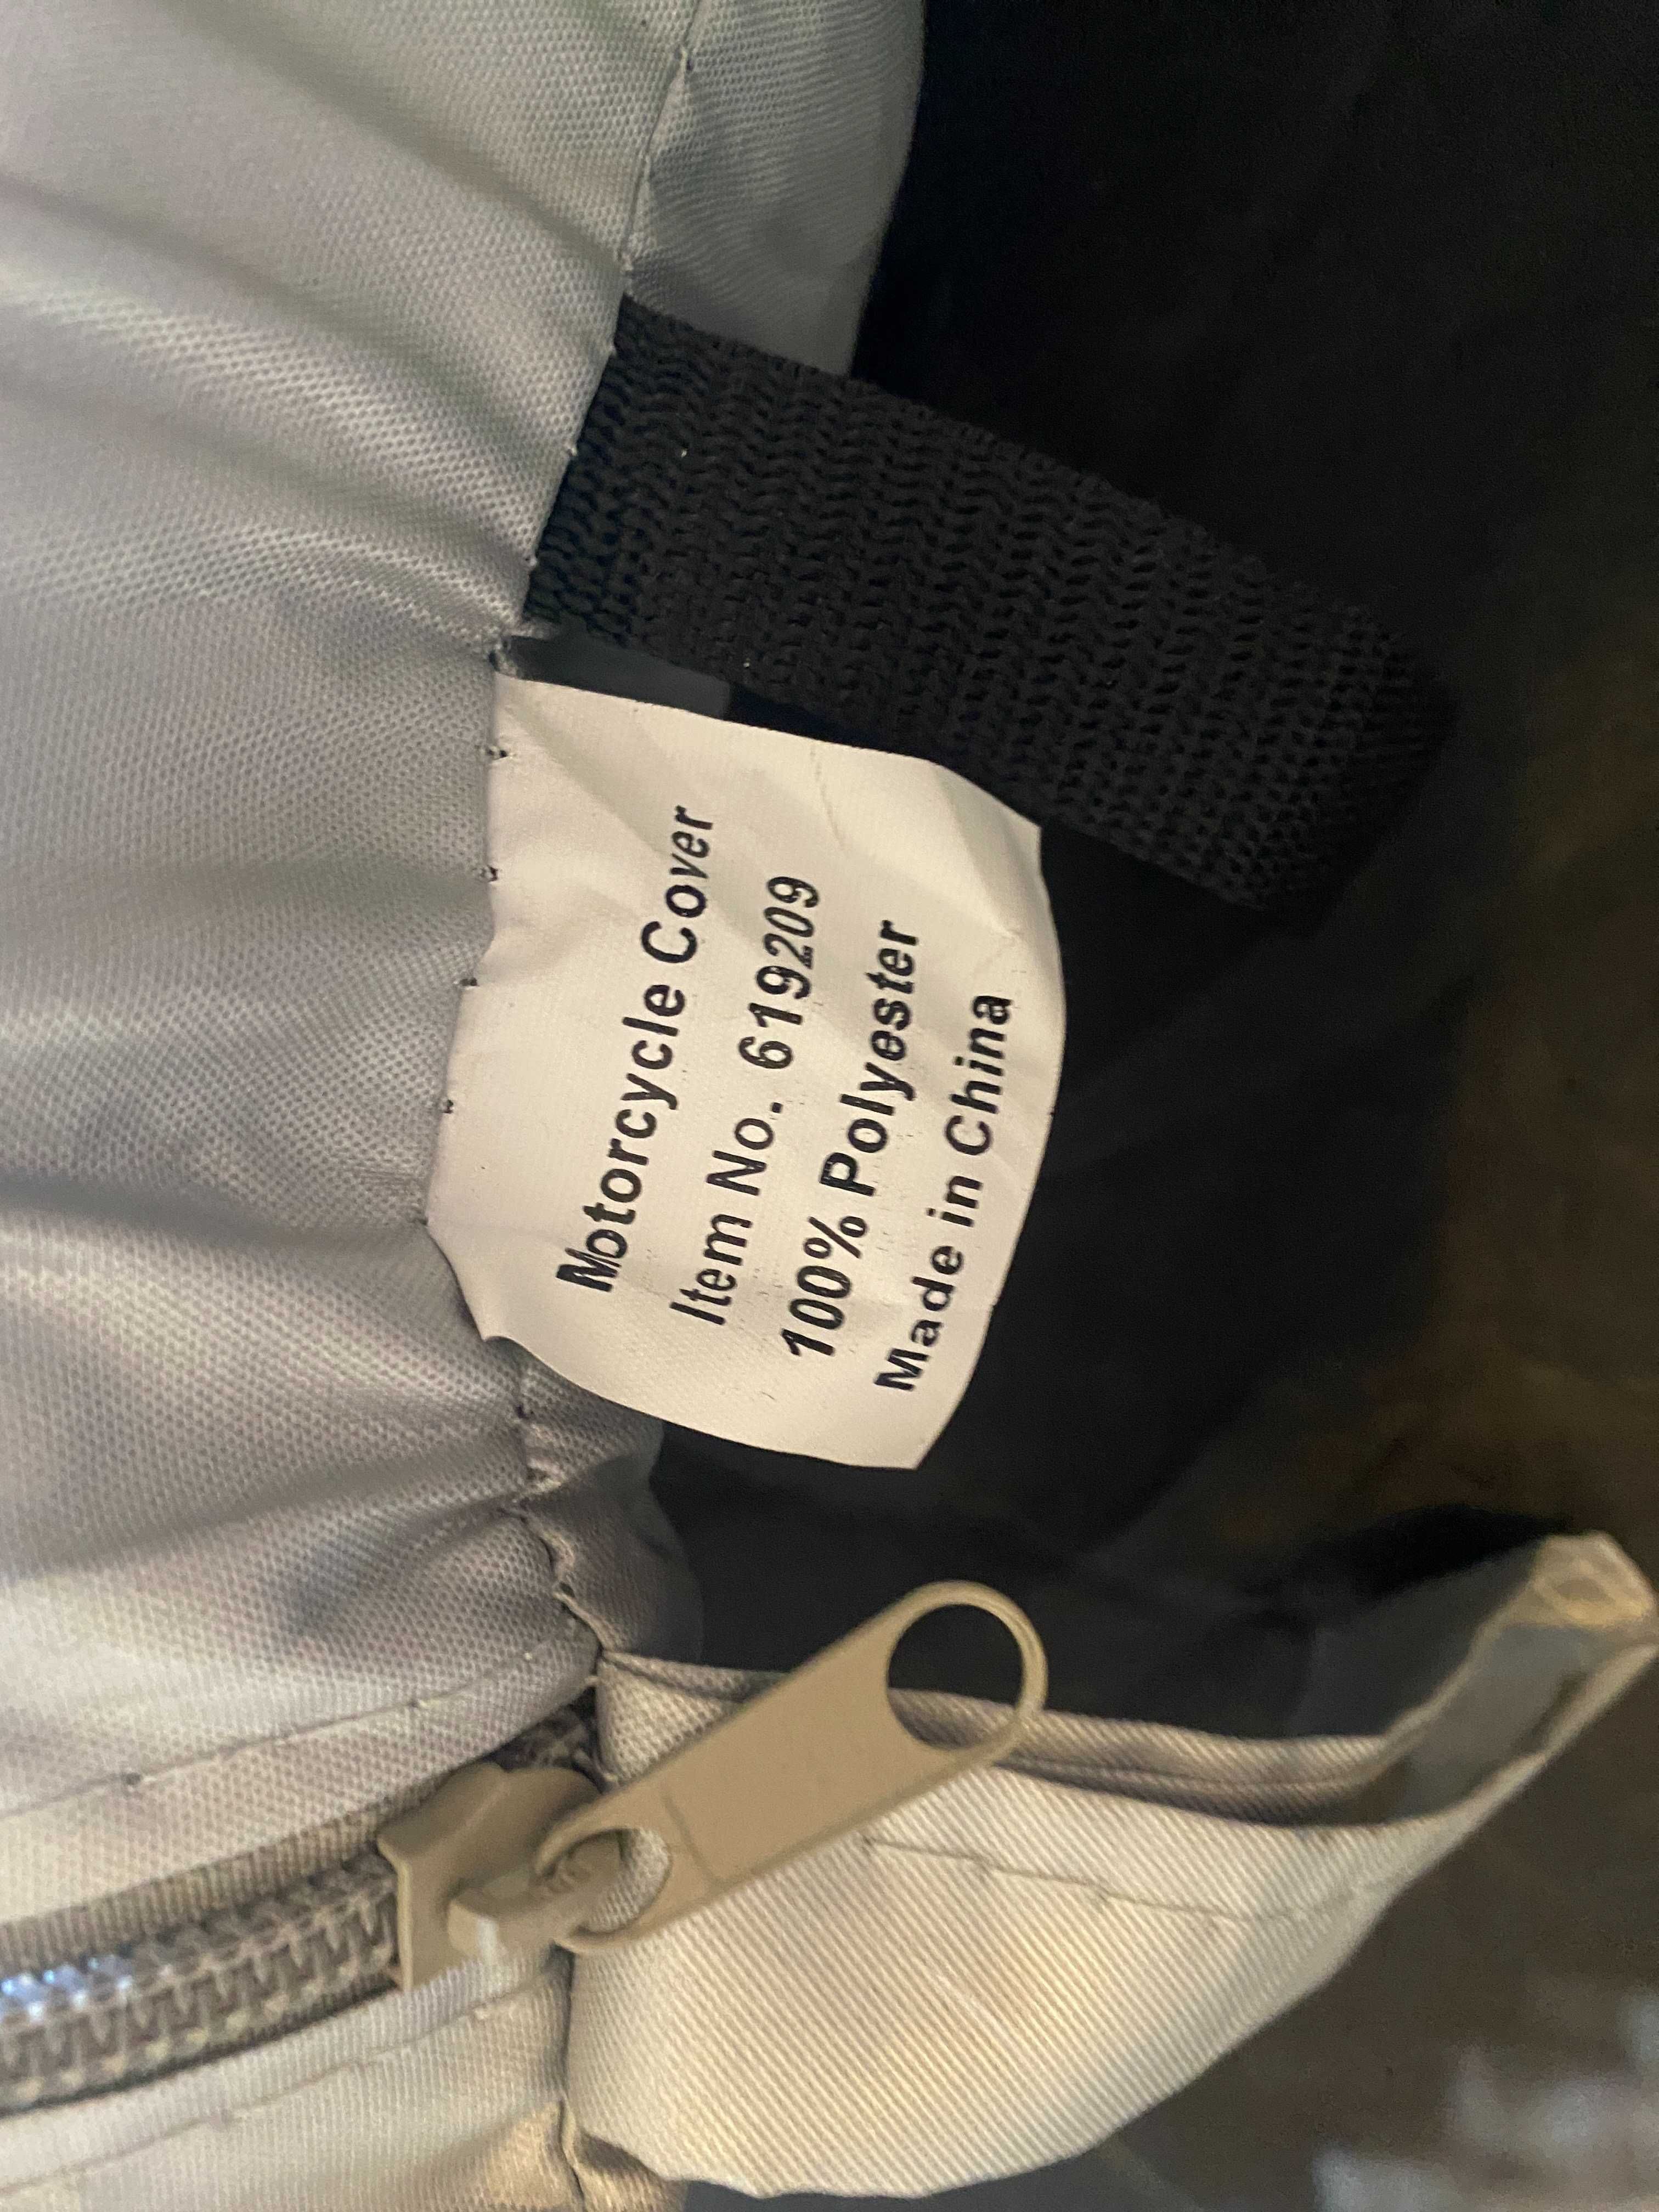 Motorcycle Cover
Item No. 619209
100% Polyester
Made in China